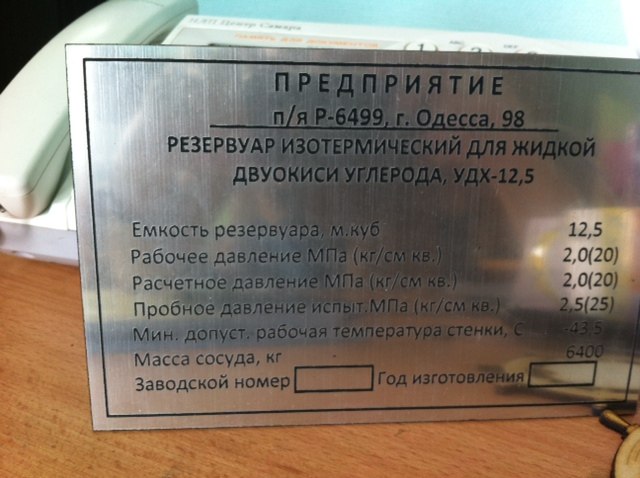 ПРЕДПРИЯТИЕ
п/я Р-6499, г. Одесса, 98
РЕЗЕРВУАР ИЗОТЕРМИЧЕСКИЙ ДЛЯ ЖИДКОЙ
ДВУОКИСИ УГЛЕРОДА, УДХ-12,5
Емкость резервуара, м.куб 12,5
Рабочее давление МПа (кг/см кв.) 2,0(20)
Расчетное давление МПа (кг/см кв.) 2,0(20)
Пробное давление испыт.МПа (кг/см кв.) 2,5(25)
Мин. допуст. рабочая температура стенки, С -43,5
Масса сосуда, кг 6400
Заводской номер Год изготовления